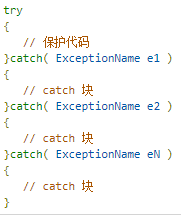 try
{
   // 保护代码
}catch( ExceptionName e1 )
{
   // catch 块
}catch( ExceptionName e2 )
{
   // catch 块
}catch( ExceptionName eN )
{
   // catch 块
}